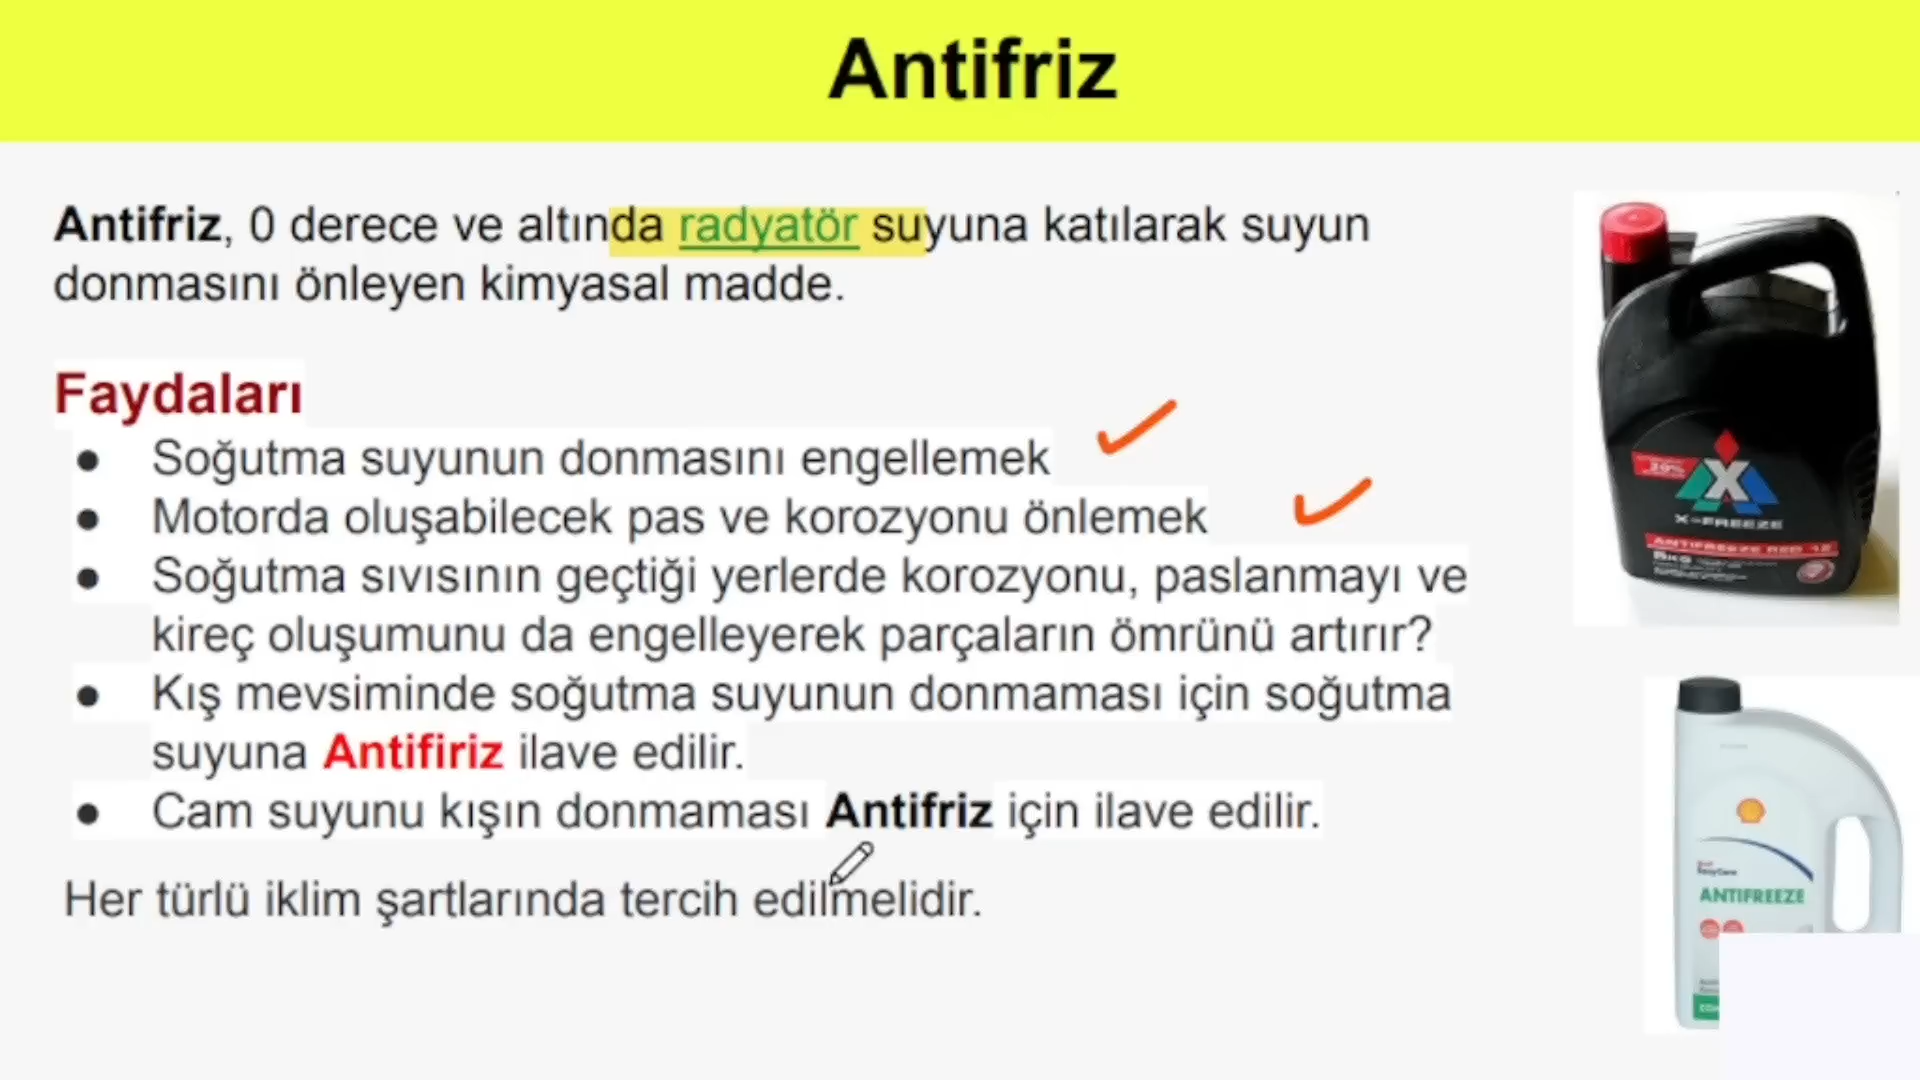 Antifriz
Antifriz, 0 derece ve altında radyatör suyuna katılarak suyun
donmasını önleyen kimyasal madde.
Faydaları
● Soğutma suyunun donmasını engellemek
● Motorda oluşabilecek pas ve korozyonu önlemek
● Soğutma sıvısının geçtiği yerlerde korozyonu, paslanmayı ve
kireç oluşumunu da engelleyerek parçaların ömrünü artırır?
● Kış mevsiminde soğutma suyunun donmaması için soğutma
suyuna Antifiriz ilave edilir.
● Cam suyunu kışın donmaması Antifriz için ilave edilir.
Her türlü iklim şartlarında tercih edilmelidir.
X-FREEZE
ANTIFREEZE RED 12
ANTIFREEZE